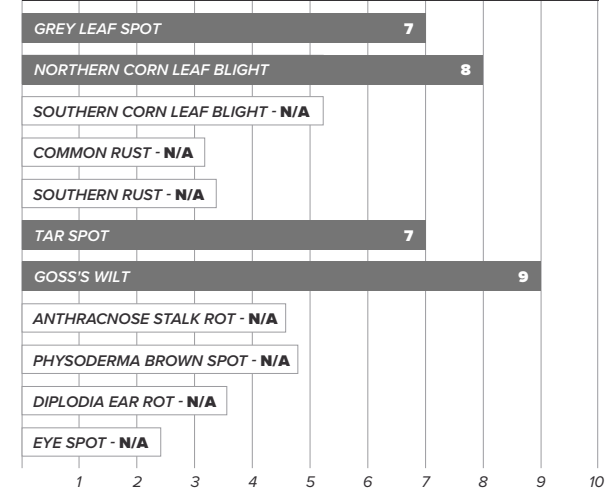 GREY LEAF SPOT 7
NORTHERN CORN LEAF BLIGHT 8
SOUTHERN CORN LEAF BLIGHT - N/A
COMMON RUST - N/A
SOUTHERN RUST - N/A
TAR SPOT 7
GOSS'S WILT 9
ANTHRACNOSE STALK ROT - N/A
PHYSODERMA BROWN SPOT - N/A
DIPLODIA EAR ROT - N/A
EYE SPOT - N/A
1 2 3 4 5 6 7 8 9 10